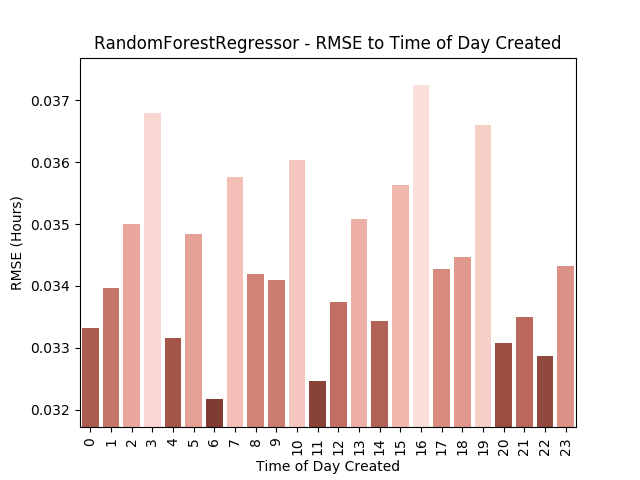 RandomForestRegressor - RMSE to Time of Day Created
0.037
0.036
0.035
0.034
0.033
0.032
RMSE (Hours)
0 1 2 3 4 5 6 7 8 9 10 11 12 13 14 15 16 17 18 19 20 21 22 23
Time of Day Created